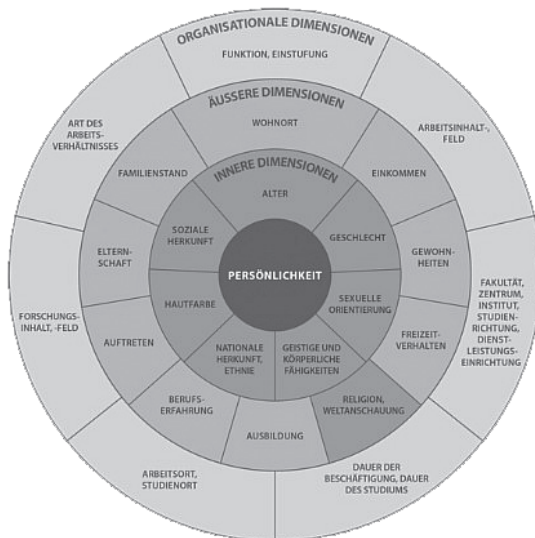 ORGANISATIONALE DIMENSIONEN
FUNKTION, EINSTUFUNG
ARBEITSINHALT-,
FELD
FAKULTÄT,
ZENTRUM,
INSTITUT,
STUDIEN-
RICHTUNG,
DIENST-
LEISTUNGS-
EINRICHTUNG
DAUER DER
BESCHÄFTIGUNG, DAUER
DES STUDIUMS
ARBEITSORT,
STUDIENORT
FORSCHUNGS-
INHALT, -FELD
ART DES
ARBEITS-
VERHÄLTNISSES
ÄUSSERE DIMENSIONEN
WOHNORT
EINKOMMEN
GEWOHN-
HEITEN
FREIZEIT-
VERHALTEN
RELIGION,
WELTANSCHAUUNG
AUSBILDUNG
BERUFS-
ERFAHRUNG
AUFTRETEN
ELTERN-
SCHAFT
FAMILIENSTAND
INNERE DIMENSIONEN
ALTER
GESCHLECHT
SEXUELLE
ORIENTIERUNG
GEISTIGE UND
KÖRPERLICHE
FÄHIGKEITEN
NATIONALE
HERKUNFT,
ETHNIE
HAUTFARBE
SOZIALE
HERKUNFT
PERSÖNLICHKEIT